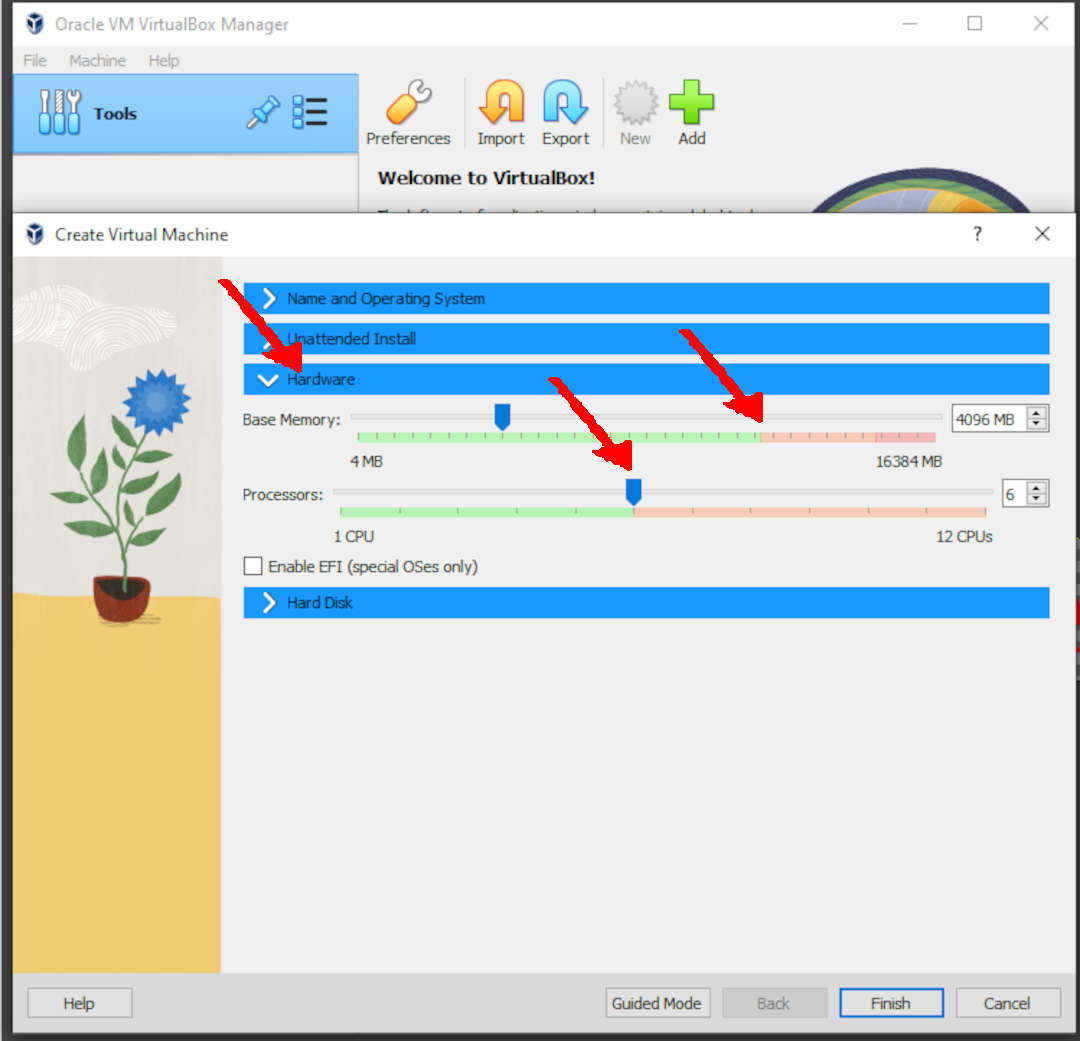 Oracle VM VirtualBox Manager
File Machine Help
Tools
Preferences Import Export New Add
Welcome to VirtualBox!
Create Virtual Machine ?
Name and Operating System
Unattended Install
Hardware
Base Memory: 4096 MB
4 MB 16384 MB
Processors: 6
1 CPU 12 CPUs
Enable EFI (special OSes only)
Hard Disk
Help Guided Mode Back Finish Cancel